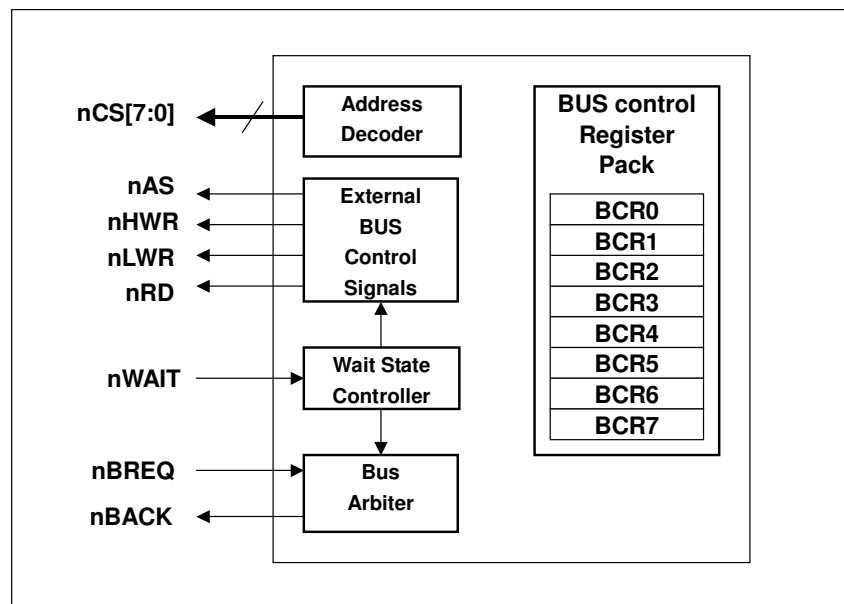 nCS[7:0]
Address
Decoder
nAS
nHWR
nLWR
nRD
External
BUS
Control
Signals
nWAIT
Wait State
Controller
nBREQ
nBACK
Bus
Arbiter
BUS control
Register
Pack
BCR0
BCR1
BCR2
BCR3
BCR4
BCR5
BCR6
BCR7